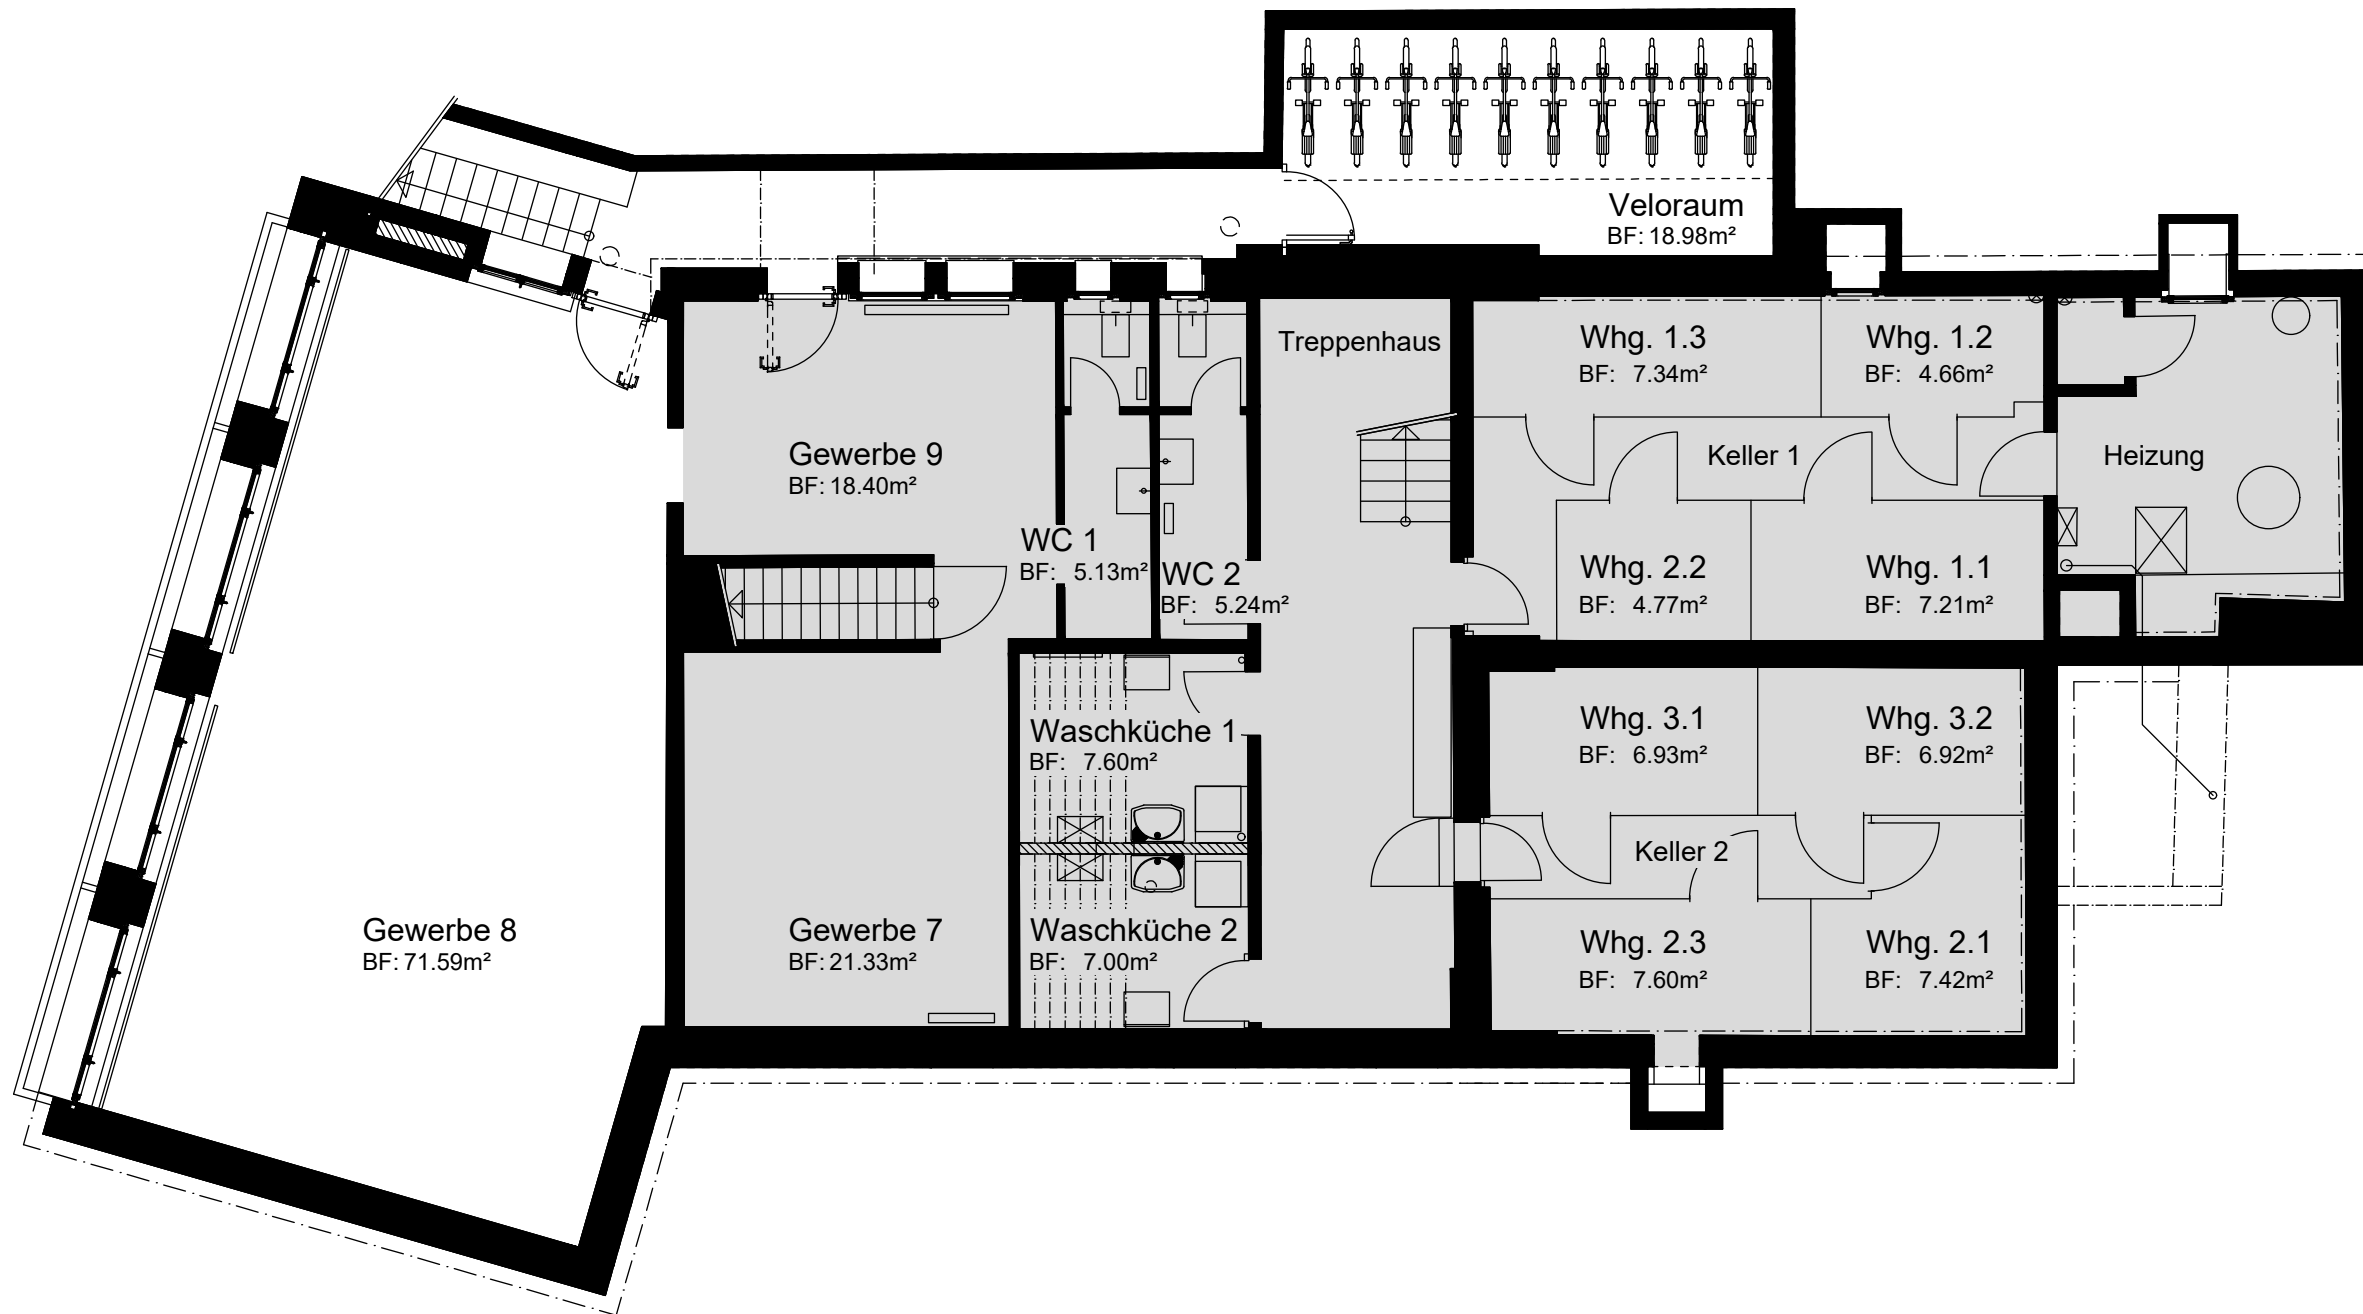 Veloraum
BF: 18.98m²
Treppenhaus
Whg. 1.3
BF: 7.34m²
Whg. 1.2
BF: 4.66m²
Gewerbe 9
BF: 18.40m²
Keller 1
Heizung
WC 1
BF: 5.13m²
WC 2
BF: 5.24m²
Whg. 2.2
BF: 4.77m²
Whg. 1.1
BF: 7.21m²
Waschküche 1
BF: 7.60m²
Whg. 3.1
BF: 6.93m²
Whg. 3.2
BF: 6.92m²
Keller 2
Gewerbe 8
BF: 71.59m²
Gewerbe 7
BF: 21.33m²
Waschküche 2
BF: 7.00m²
Whg. 2.3
BF: 7.60m²
Whg. 2.1
BF: 7.42m²